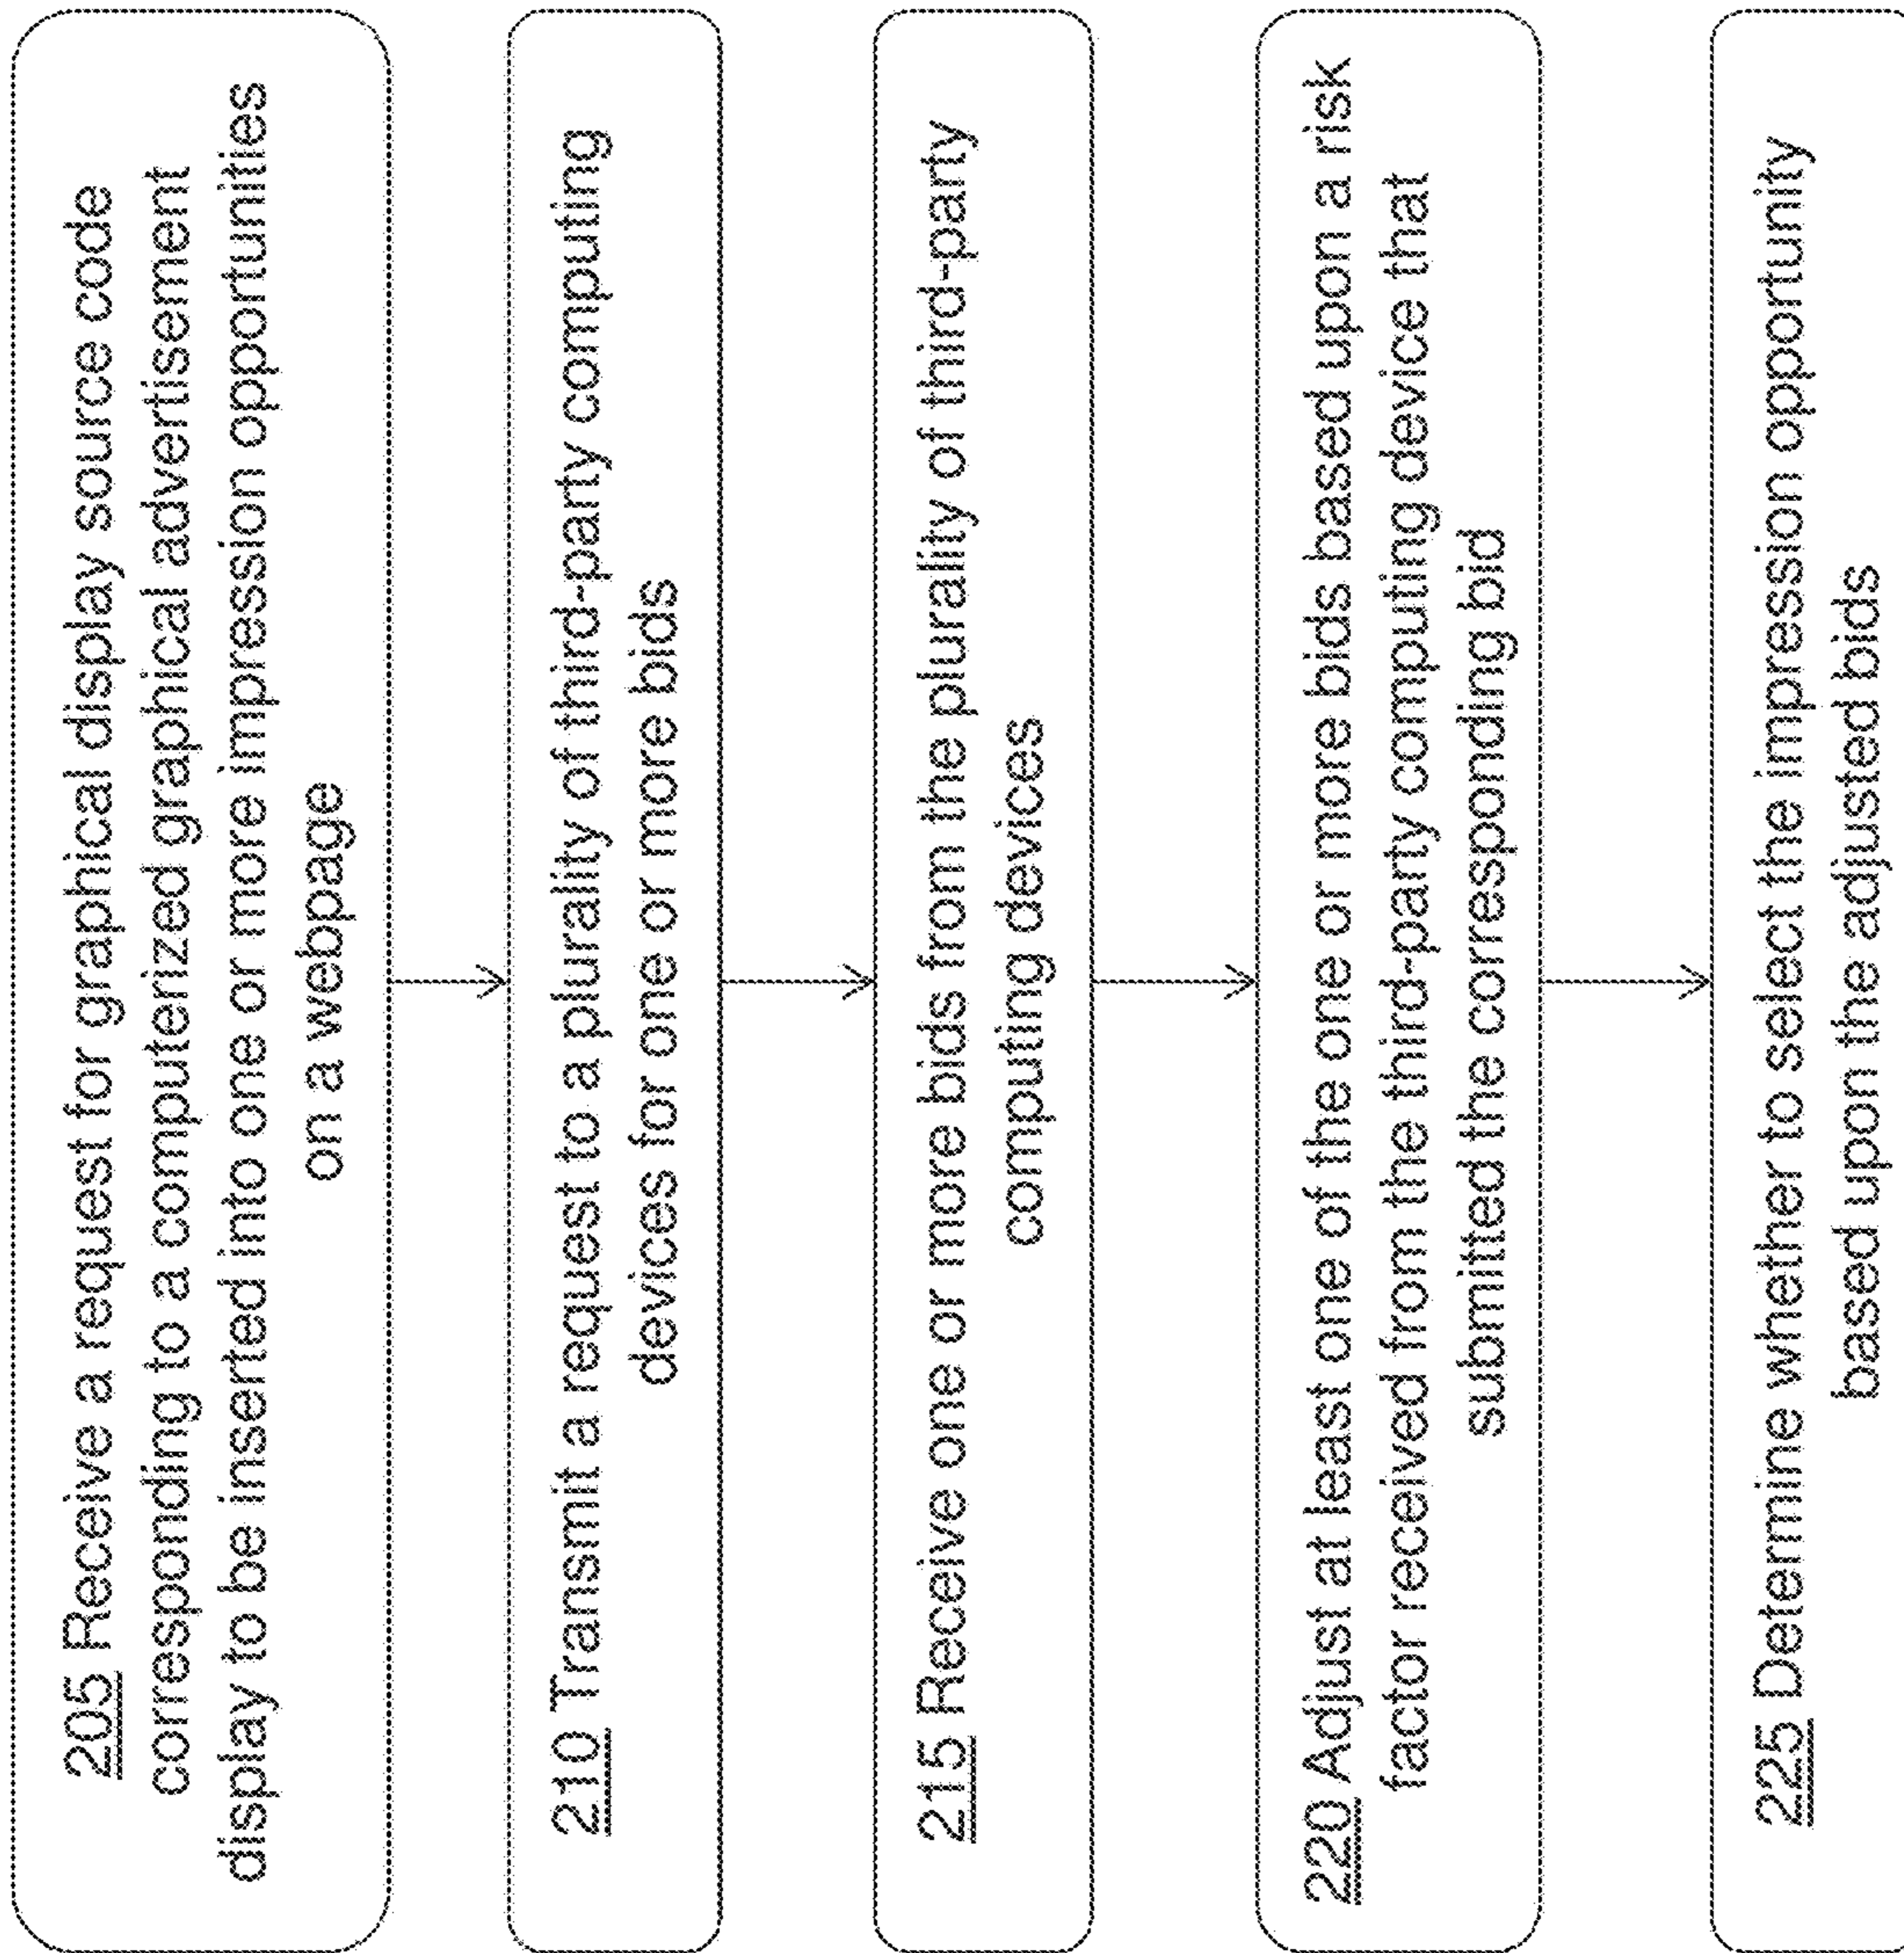 205 Receive a request for graphical display source code
corresponding to a computerized graphical advertisement
display to be inserted into one or more impression opportunities
on a webpage
210 Transmit a request to a plurality of third-party computing
devices for one or more bids
215 Receive one or more bids from the plurality of third-party
computing devices
220 Adjust at least one of the one or more bids based upon a risk
factor received from the third-party computing device that
submitted the corresponding bid
225 Determine whether to select the impression opportunity
based upon the adjusted bids